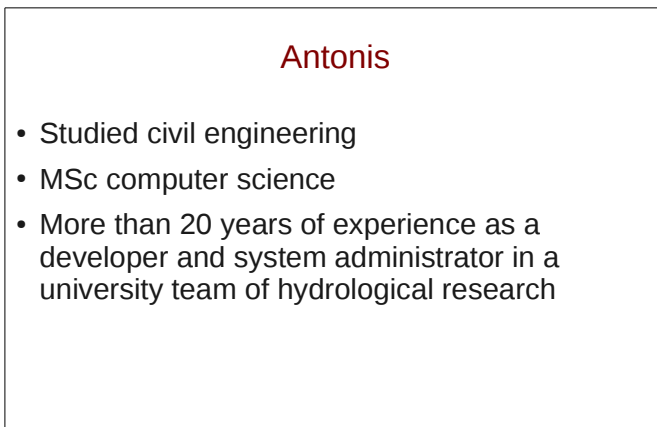 Antonis
• Studied civil engineering
• MSc computer science
• More than 20 years of experience as a
developer and system administrator in a
university team of hydrological research